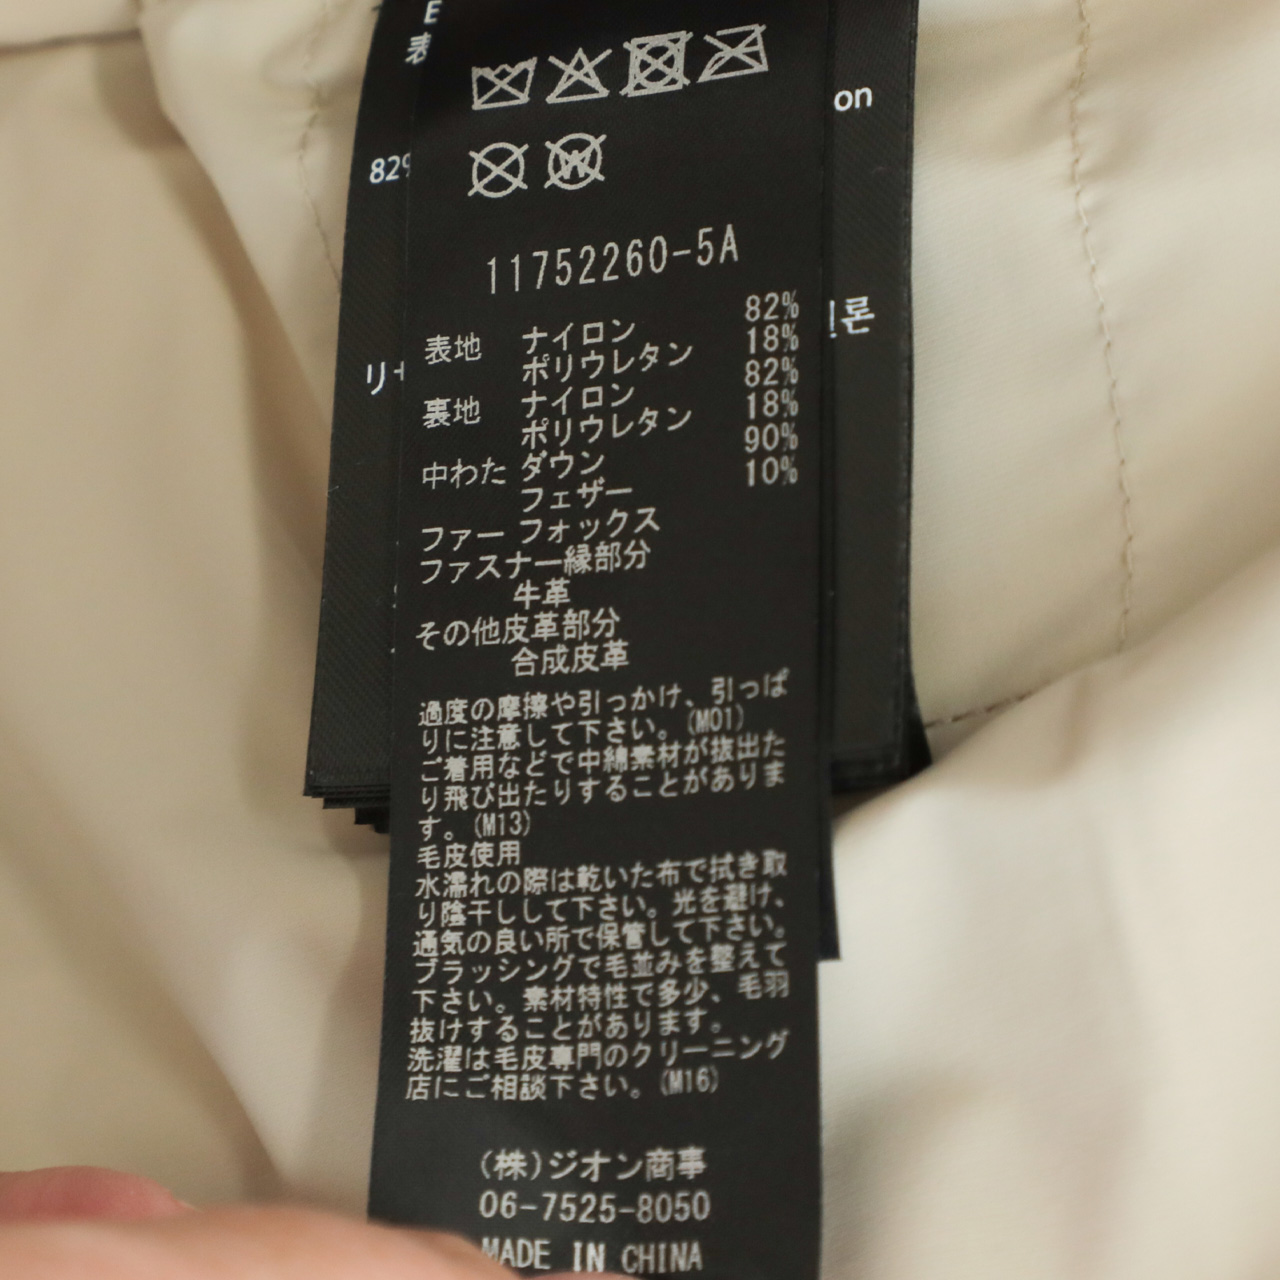 E
表
82%
on
リサ
론
11752260-5A
表地 ナイロン 82%
ポリウレタン 18%
裏地 ナイロン 82%
ポリウレタン 18%
中わた ダウン 90%
フェザー 10%
ファー フォックス
ファスナー縁部分
牛革
その他皮革部分
合成皮革
過度の摩擦や引っかけ、引っぱ
りに注意して下さい。(M01)
ご着用などで中綿素材が抜出た
り飛び出たりすることがありま
す。(M13)
毛皮使用
水濡れの際は乾いた布で拭き取
り陰干しして下さい。光を避け、
通気の良い所で保管して下さい。
ブラッシングで毛並みを整えて
下さい。素材特性で多少、毛羽
抜けすることがあります。
洗濯は毛皮専門のクリーニング
店にご相談下さい。(M16)
(株)ジオン商事
06-7525-8050
MADE IN CHINA